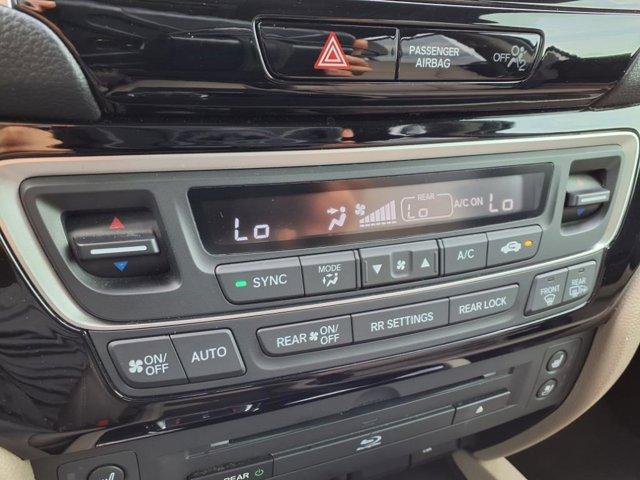 PASSENGER
AIRBAG
OFF
2
Lo
REAR
Lo
A/C ON
Lo
SYNC
MODE
A/C
FRONT
REAR
ON/
OFF
AUTO
REAR ON/
OFF
RR SETTINGS
REAR LOCK
REAR